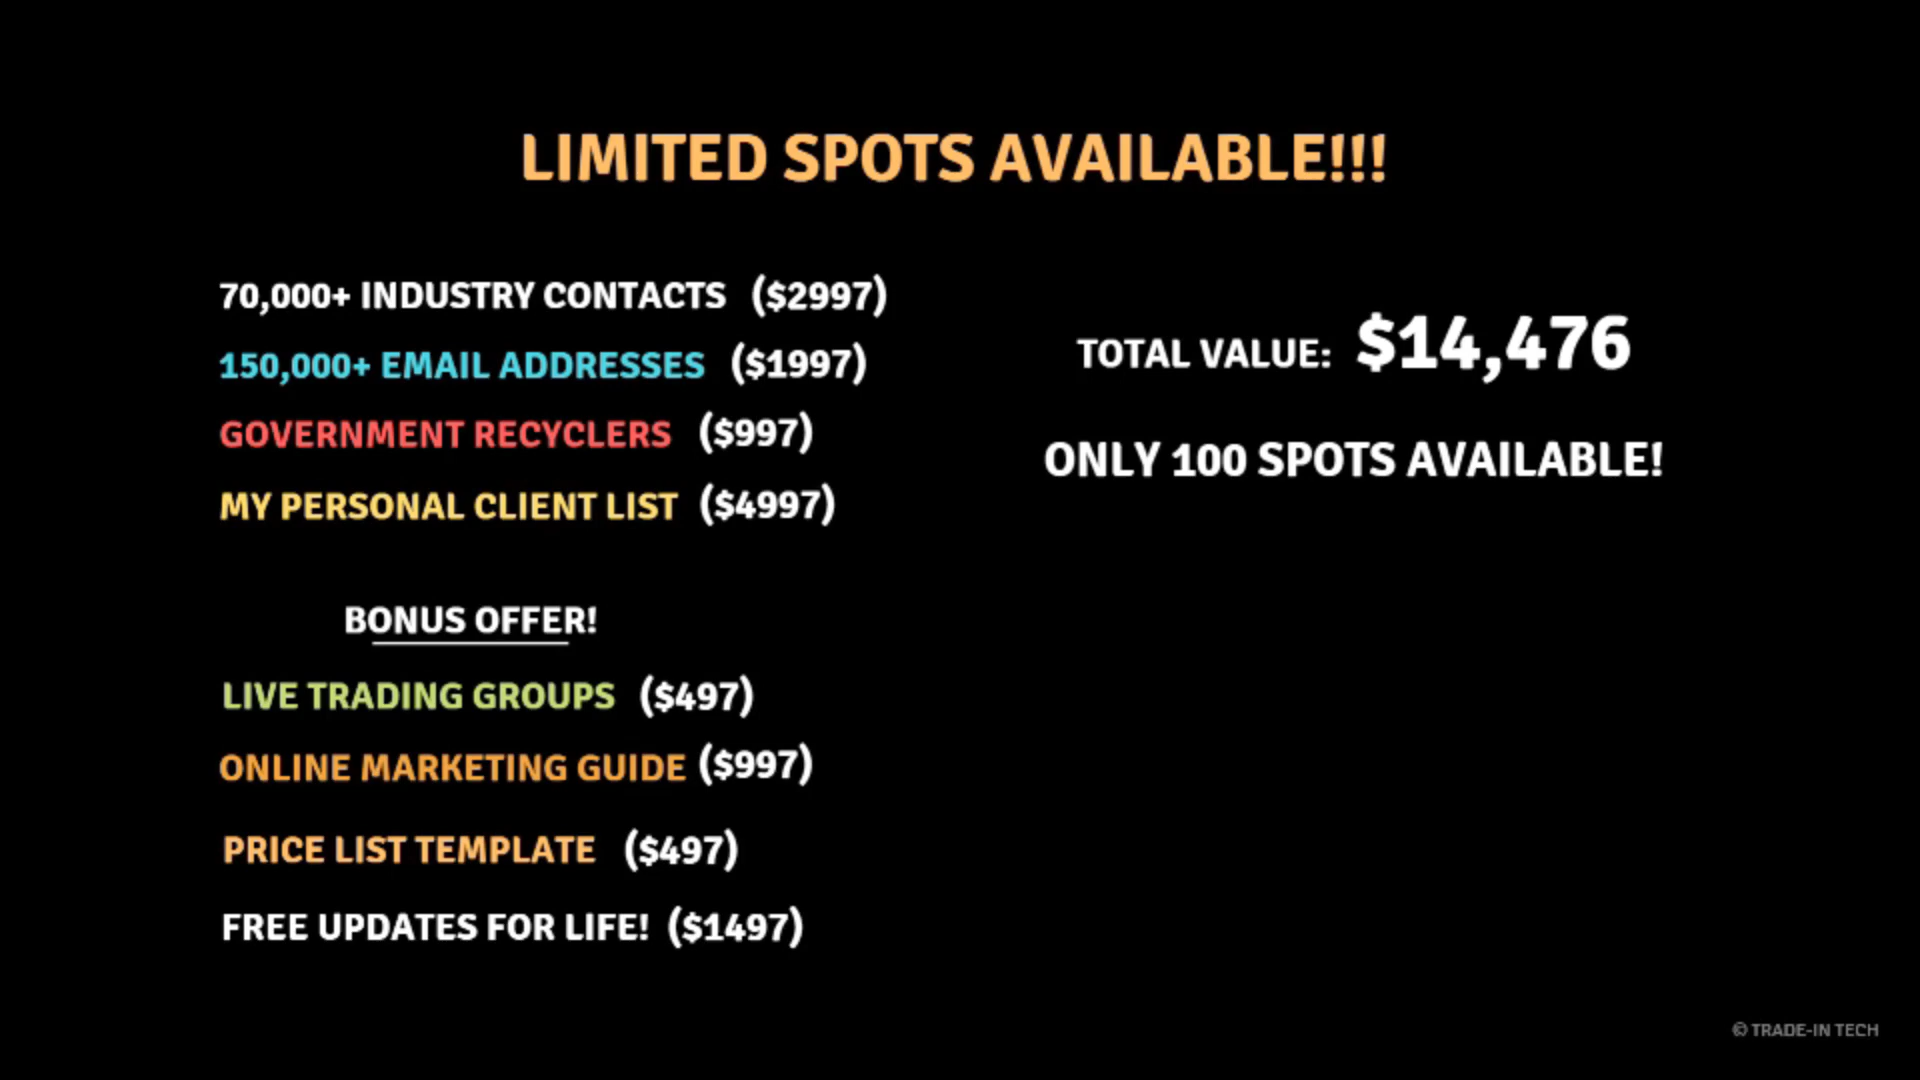 LIMITED SPOTS AVAILABLE!!!
70,000+ INDUSTRY CONTACTS ($2997)
150,000+ EMAIL ADDRESSES ($1997)
GOVERNMENT RECYCLERS ($997)
MY PERSONAL CLIENT LIST ($4997)
BONUS OFFER!
LIVE TRADING GROUPS ($497)
ONLINE MARKETING GUIDE ($997)
PRICE LIST TEMPLATE ($497)
FREE UPDATES FOR LIFE! ($1497)
TOTAL VALUE: $14,476
ONLY 100 SPOTS AVAILABLE!
© TRADE-IN TECH